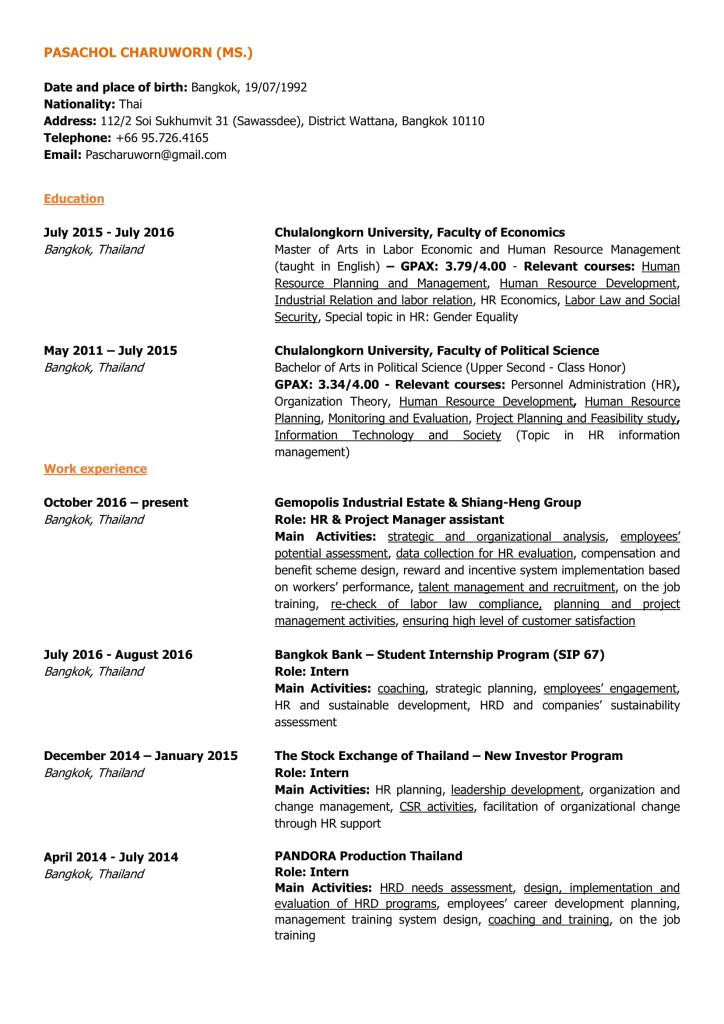 PASACHOL CHARUWORN (MS.)
Date and place of birth: Bangkok, 19/07/1992
Nationality: Thai
Address: 112/2 Soi Sukhumvit 31 (Sawassdee), District Wattana, Bangkok 10110
Telephone: +66 95.726.4165
Email: Pascharuworn@gmail.com
Education
July 2015 - July 2016
Bangkok, Thailand
Chulalongkorn University, Faculty of Economics
Master of Arts in Labor Economic and Human Resource Management
(taught in English) – GPAX: 3.79/4.00 - Relevant courses: Human
Resource Planning and Management, Human Resource Development,
Industrial Relation and labor relation, HR Economics, Labor Law and Social
Security, Special topic in HR: Gender Equality
May 2011 – July 2015
Bangkok, Thailand
Chulalongkorn University, Faculty of Political Science
Bachelor of Arts in Political Science (Upper Second - Class Honor)
GPAX: 3.34/4.00 - Relevant courses: Personnel Administration (HR),
Organization Theory, Human Resource Development, Human Resource
Planning, Monitoring and Evaluation, Project Planning and Feasibility study,
Information Technology and Society (Topic in HR information
management)
Work experience
October 2016 – present
Bangkok, Thailand
Gemopolis Industrial Estate & Shiang-Heng Group
Role: HR & Project Manager assistant
Main Activities: strategic and organizational analysis, employees’
potential assessment, data collection for HR evaluation, compensation and
benefit scheme design, reward and incentive system implementation based
on workers’ performance, talent management and recruitment, on the job
training, re-check of labor law compliance, planning and project
management activities, ensuring high level of customer satisfaction
July 2016 - August 2016
Bangkok, Thailand
Bangkok Bank – Student Internship Program (SIP 67)
Role: Intern
Main Activities: coaching, strategic planning, employees’ engagement,
HR and sustainable development, HRD and companies’ sustainability
assessment
December 2014 – January 2015
Bangkok, Thailand
The Stock Exchange of Thailand – New Investor Program
Role: Intern
Main Activities: HR planning, leadership development, organization and
change management, CSR activities, facilitation of organizational change
through HR support
April 2014 - July 2014
Bangkok, Thailand
PANDORA Production Thailand
Role: Intern
Main Activities: HRD needs assessment, design, implementation and
evaluation of HRD programs, employees’ career development planning,
management training system design, coaching and training, on the job
training